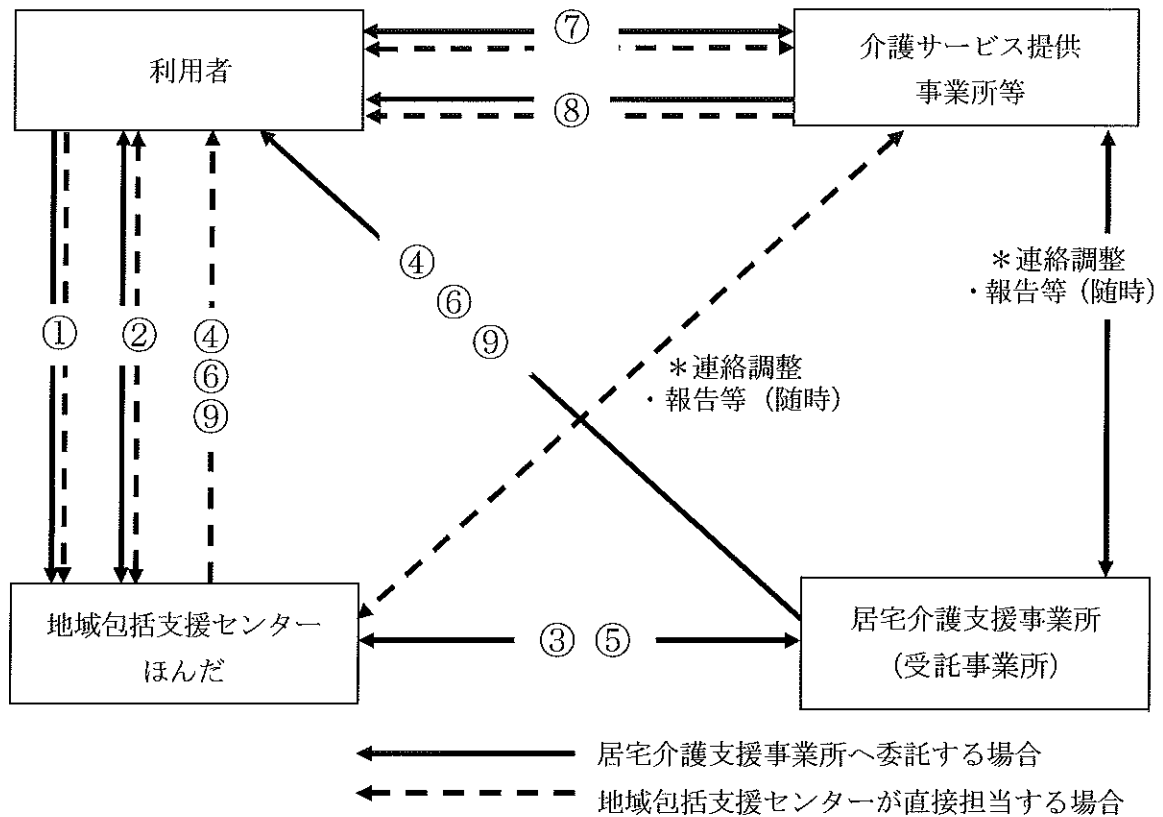 ⑦
利用者
介護サービス提供
事業所等
⑧
④
⑥
⑨
＊連絡調整
・報告等（随時）
①
②
④
⑥
⑨
＊連絡調整
・報告等（随時）
地域包括支援センター
ほんだ
③ ⑤
居宅介護支援事業所
（受託事業所）
居宅介護支援事業所へ委託する場合
地域包括支援センターが直接担当する場合